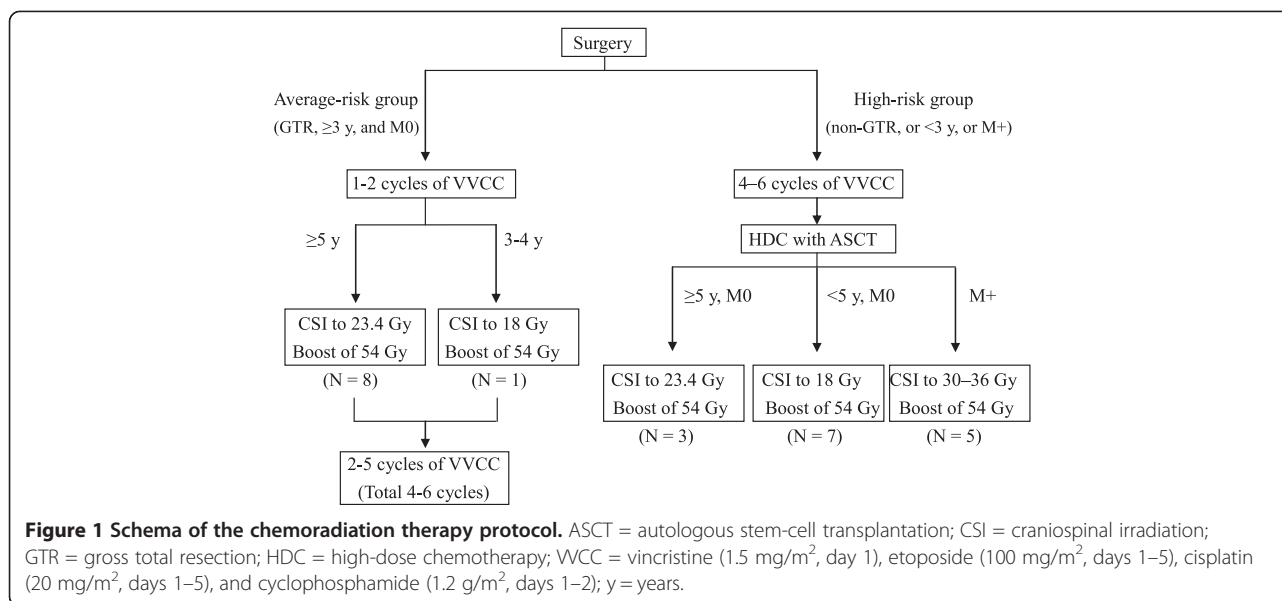 Surgery
Average-risk group
(GTR, ≥3 y, and M0)
High-risk group
(non-GTR, or <3 y, or M+)
1-2 cycles of VVCC
4–6 cycles of VVCC
HDC with ASCT
≥5 y
3-4 y
≥5 y, M0
<5 y, M0
M+
CSI to 23.4 Gy
Boost of 54 Gy
(N = 8)
CSI to 18 Gy
Boost of 54 Gy
(N = 1)
CSI to 23.4 Gy
Boost of 54 Gy
(N = 3)
CSI to 18 Gy
Boost of 54 Gy
(N = 7)
CSI to 30–36 Gy
Boost of 54 Gy
(N = 5)
2-5 cycles of VVCC
(Total 4-6 cycles)
Figure 1 Schema of the chemoradiation therapy protocol. ASCT = autologous stem-cell transplantation; CSI = craniospinal irradiation;
GTR = gross total resection; HDC = high-dose chemotherapy; VVCC = vincristine (1.5 mg/m², day 1), etoposide (100 mg/m², days 1–5), cisplatin
(20 mg/m², days 1–5), and cyclophosphamide (1.2 g/m², days 1–2); y = years.